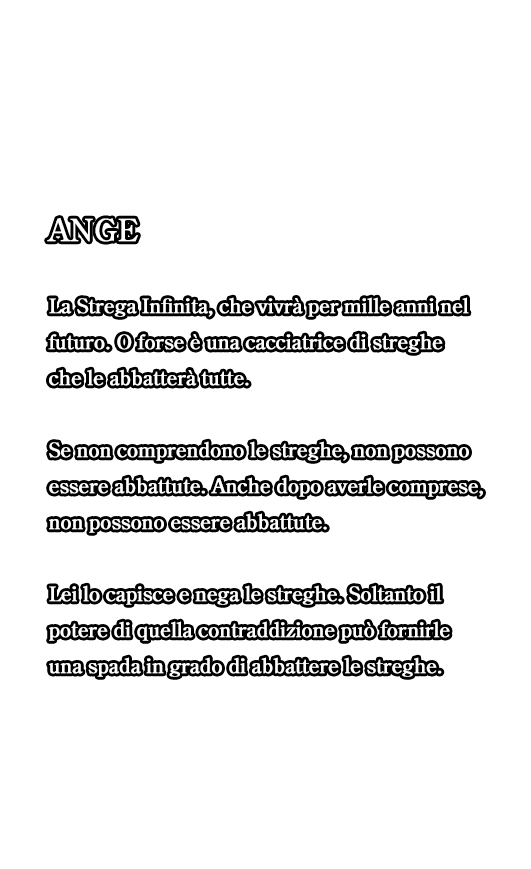 ANGE
La Strega Infinita, che vivrà per mille anni nel
futuro. O forse è una cacciatrice di streghe
che le abbatterà tutte.
Se non comprendono le streghe, non possono
essere abbattute. Anche dopo averle comprese,
non possono essere abbattute.
Lei lo capisce e nega le streghe. Soltanto il
potere di quella contraddizione può fornirle
una spada in grado di abbattere le streghe.